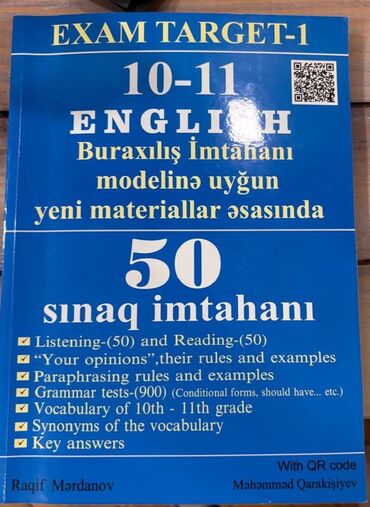 EXAM TARGET-1
10-11
ENGLISH
Buraxılış İmtahanı
modelinə uyğun
yeni materiallar əsasında
50
sınaq imtahanı
Listening-(50) and Reading-(50)
“Your opinions”,their rules and examples
Paraphrasing rules and examples
Grammar tests-(900) (Conditional forms, should have... etc.)
Vocabulary of 10th - 11th grade
Synonyms of the vocabulary
Key answers
With QR code
Raqif Mərdanov
Məhəmməd Qarakişiyev